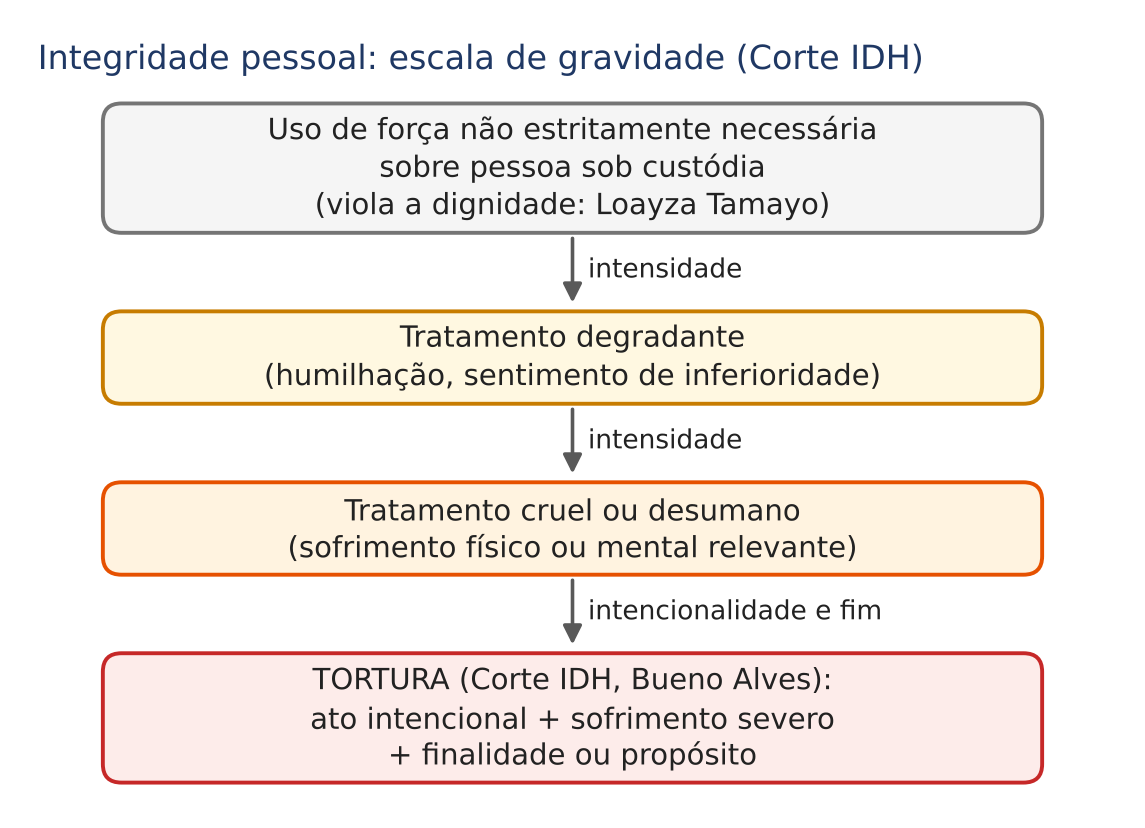 Integridade pessoal: escala de gravidade (Corte IDH)
Uso de força não estritamente necessária
sobre pessoa sob custódia
(viola a dignidade: Loayza Tamayo)
intensidade
Tratamento degradante
(humilhação, sentimento de inferioridade)
intensidade
Tratamento cruel ou desumano
(sofrimento físico ou mental relevante)
intencionalidade e fim
TORTURA (Corte IDH, Bueno Alves):
ato intencional + sofrimento severo
+ finalidade ou propósito